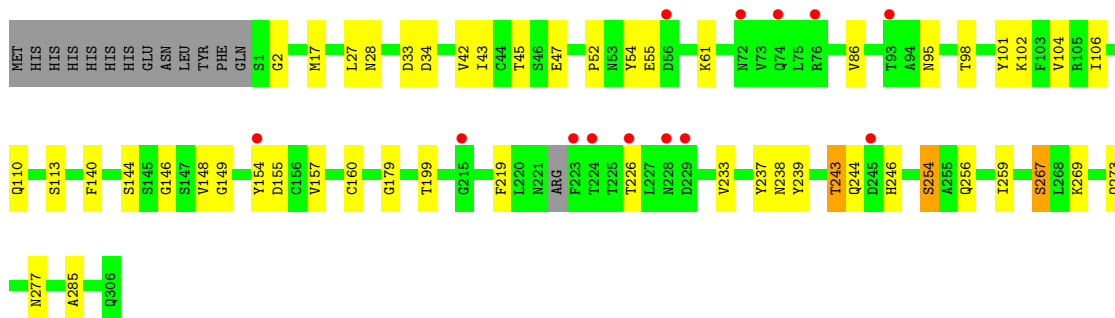 MET HIS HIS HIS HIS HIS HIS GLU ASN LEU TYR PHE GLN S1 G2 M17 L27 N28 D33 D34 V42 I43 C44 T45 S46 E47 P52 N53 Y54 E55 D56 K61 N72 V73 Q74 L75 R76 V86 T93 A94 N95 T98 Y101 K102 F103 V104 R105 I106
Q110 S113 F140 S144 S145 G146 S147 V148 G149 Y154 D155 C156 V157 C160 G179 T199 G215 F219 L220 N221 ARG F223 T224 T225 T226 L227 N228 D229 V233 Y237 N238 Y239 T243 Q244 D245 H246 S254 A255 Q256 I259 S267 L268 K269
N277 A285 Q306